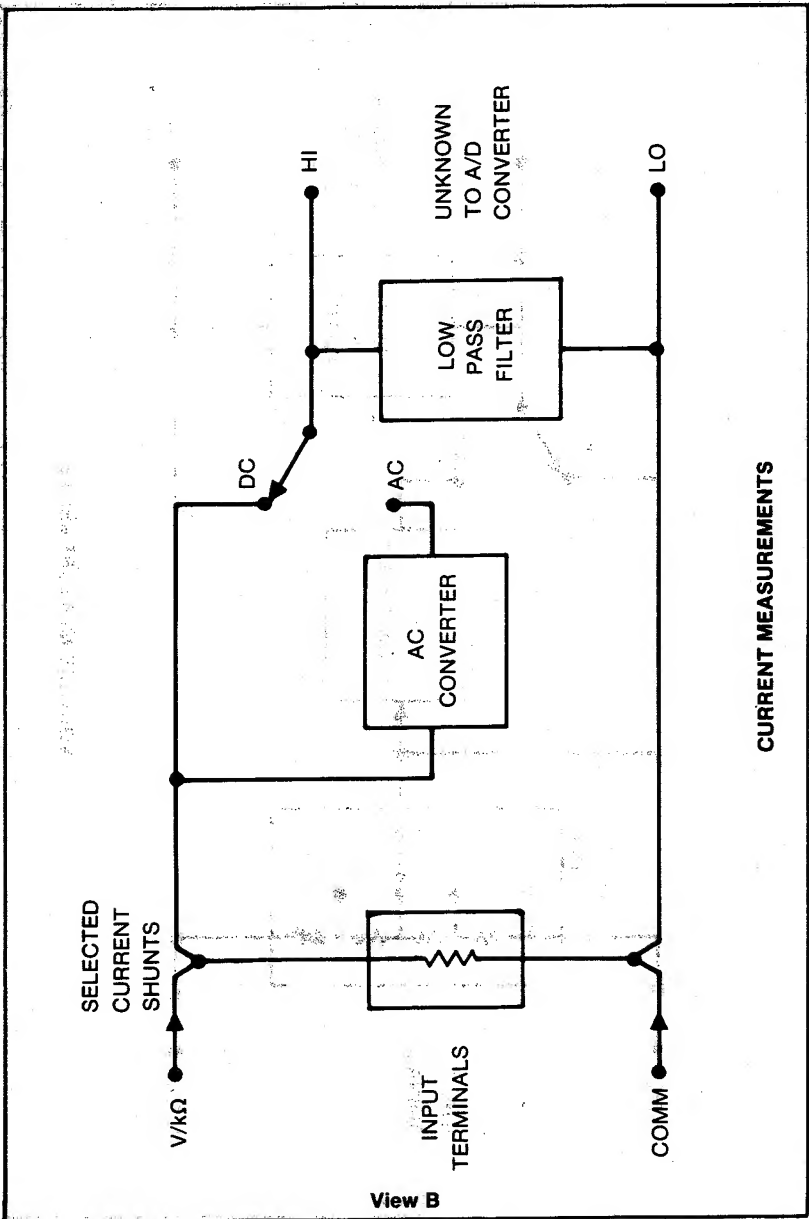 SELECTED
CURRENT
SHUNTS
V/kΩ
INPUT
TERMINALS
COMM
AC
CONVERTER
DC
AC
LOW
PASS
FILTER
HI
UNKNOWN
TO A/D
CONVERTER
LO
CURRENT MEASUREMENTS
View B